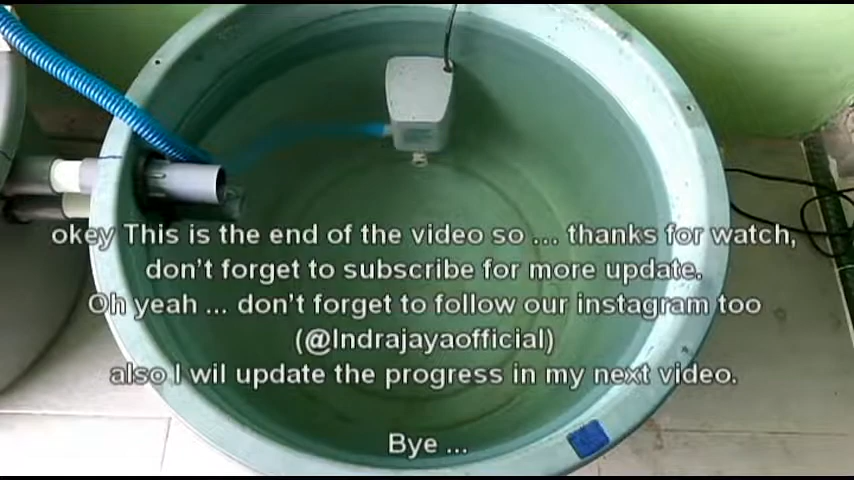 okey This is the end of the video so ... thanks for watch,
don't forget to subscribe for more update.
Oh yeah ... don't forget to follow our instagram too
(@Indrajayaofficial)
also I wil update the progress in my next video.
Bye ...